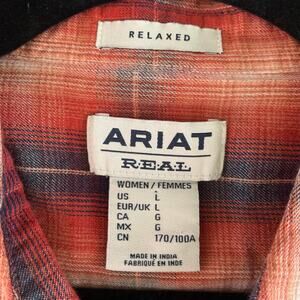 RELAXED
ARIAT
REAL
WOMEN / FEMMES
US L
EUR/UK L
CA G
MX G
CN 170/100A
MADE IN INDIA
FABRIQUÉ EN INDE